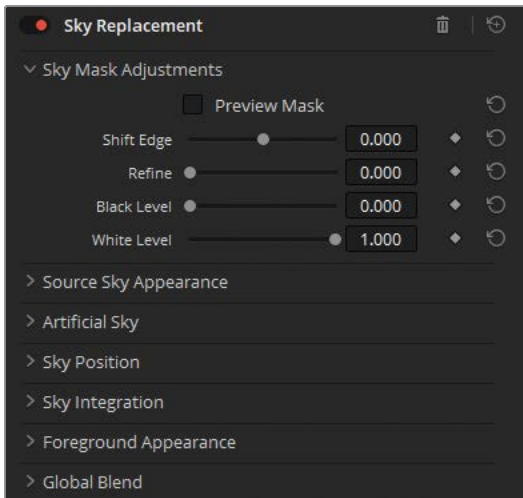 Sky Replacement
Sky Mask Adjustments
Preview Mask
Shift Edge 0.000
Refine 0.000
Black Level 0.000
White Level 1.000
Source Sky Appearance
Artificial Sky
Sky Position
Sky Integration
Foreground Appearance
Global Blend